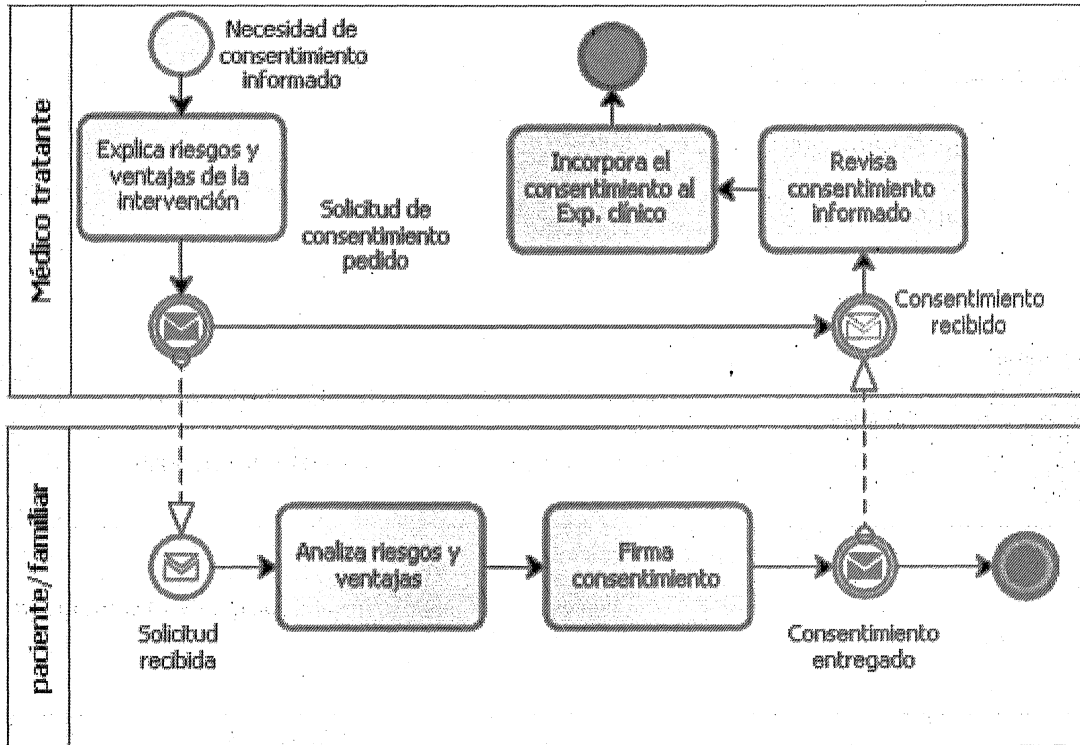 Médico tratante
Necesidad de
consentimiento
informado
Explica riesgos y
ventajas de la
intervención
Solicitud de
consentimiento
pedido
Incorpora el
consentimiento al
Exp. clínico
Revisa
consentimiento
informado
Consentimiento
recibido
paciente/familiar
Solicitud
recibida
Analiza riesgos y
ventajas
Firma
consentimiento
Consentimiento
entregado